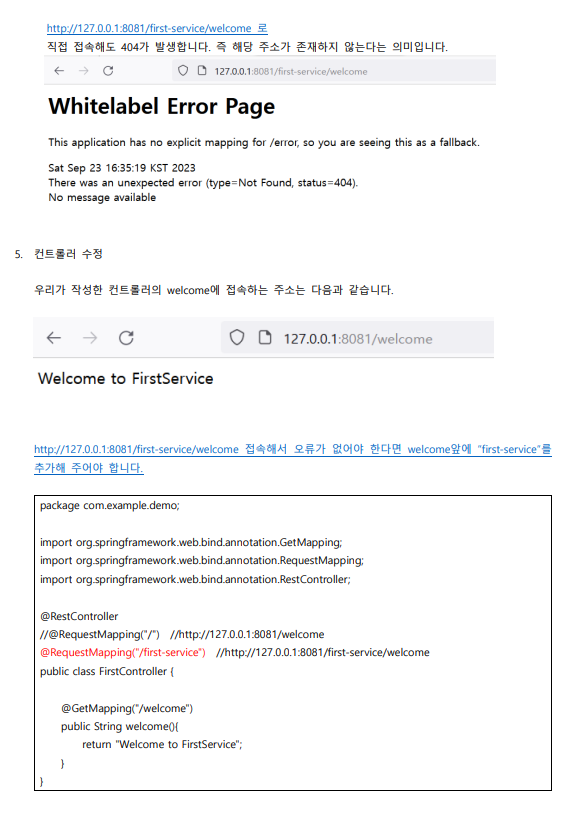 http://127.0.0.1:8081/first-service/welcome 로
직접 접속해도 404가 발생합니다. 즉 해당 주소가 존재하지 않는다는 의미입니다.
127.0.0.1:8081/first-service/welcome
Whitelabel Error Page
This application has no explicit mapping for /error, so you are seeing this as a fallback.
Sat Sep 23 16:35:19 KST 2023
There was an unexpected error (type=Not Found, status=404).
No message available
5. 컨트롤러 수정
우리가 작성한 컨트롤러의 welcome에 접속하는 주소는 다음과 같습니다.
127.0.0.1:8081/welcome
Welcome to FirstService
http://127.0.0.1:8081/first-service/welcome 접속해서 오류가 없어야 한다면 welcome앞에 "first-service"를
추가해 주어야 합니다.
package com.example.demo;
import org.springframework.web.bind.annotation.GetMapping;
import org.springframework.web.bind.annotation.RequestMapping;
import org.springframework.web.bind.annotation.RestController;
@RestController
//@RequestMapping("/") //http://127.0.0.1:8081/welcome
@RequestMapping("/first-service") //http://127.0.0.1:8081/first-service/welcome
public class FirstController {
@GetMapping("/welcome")
public String welcome(){
return "Welcome to FirstService";
}
}